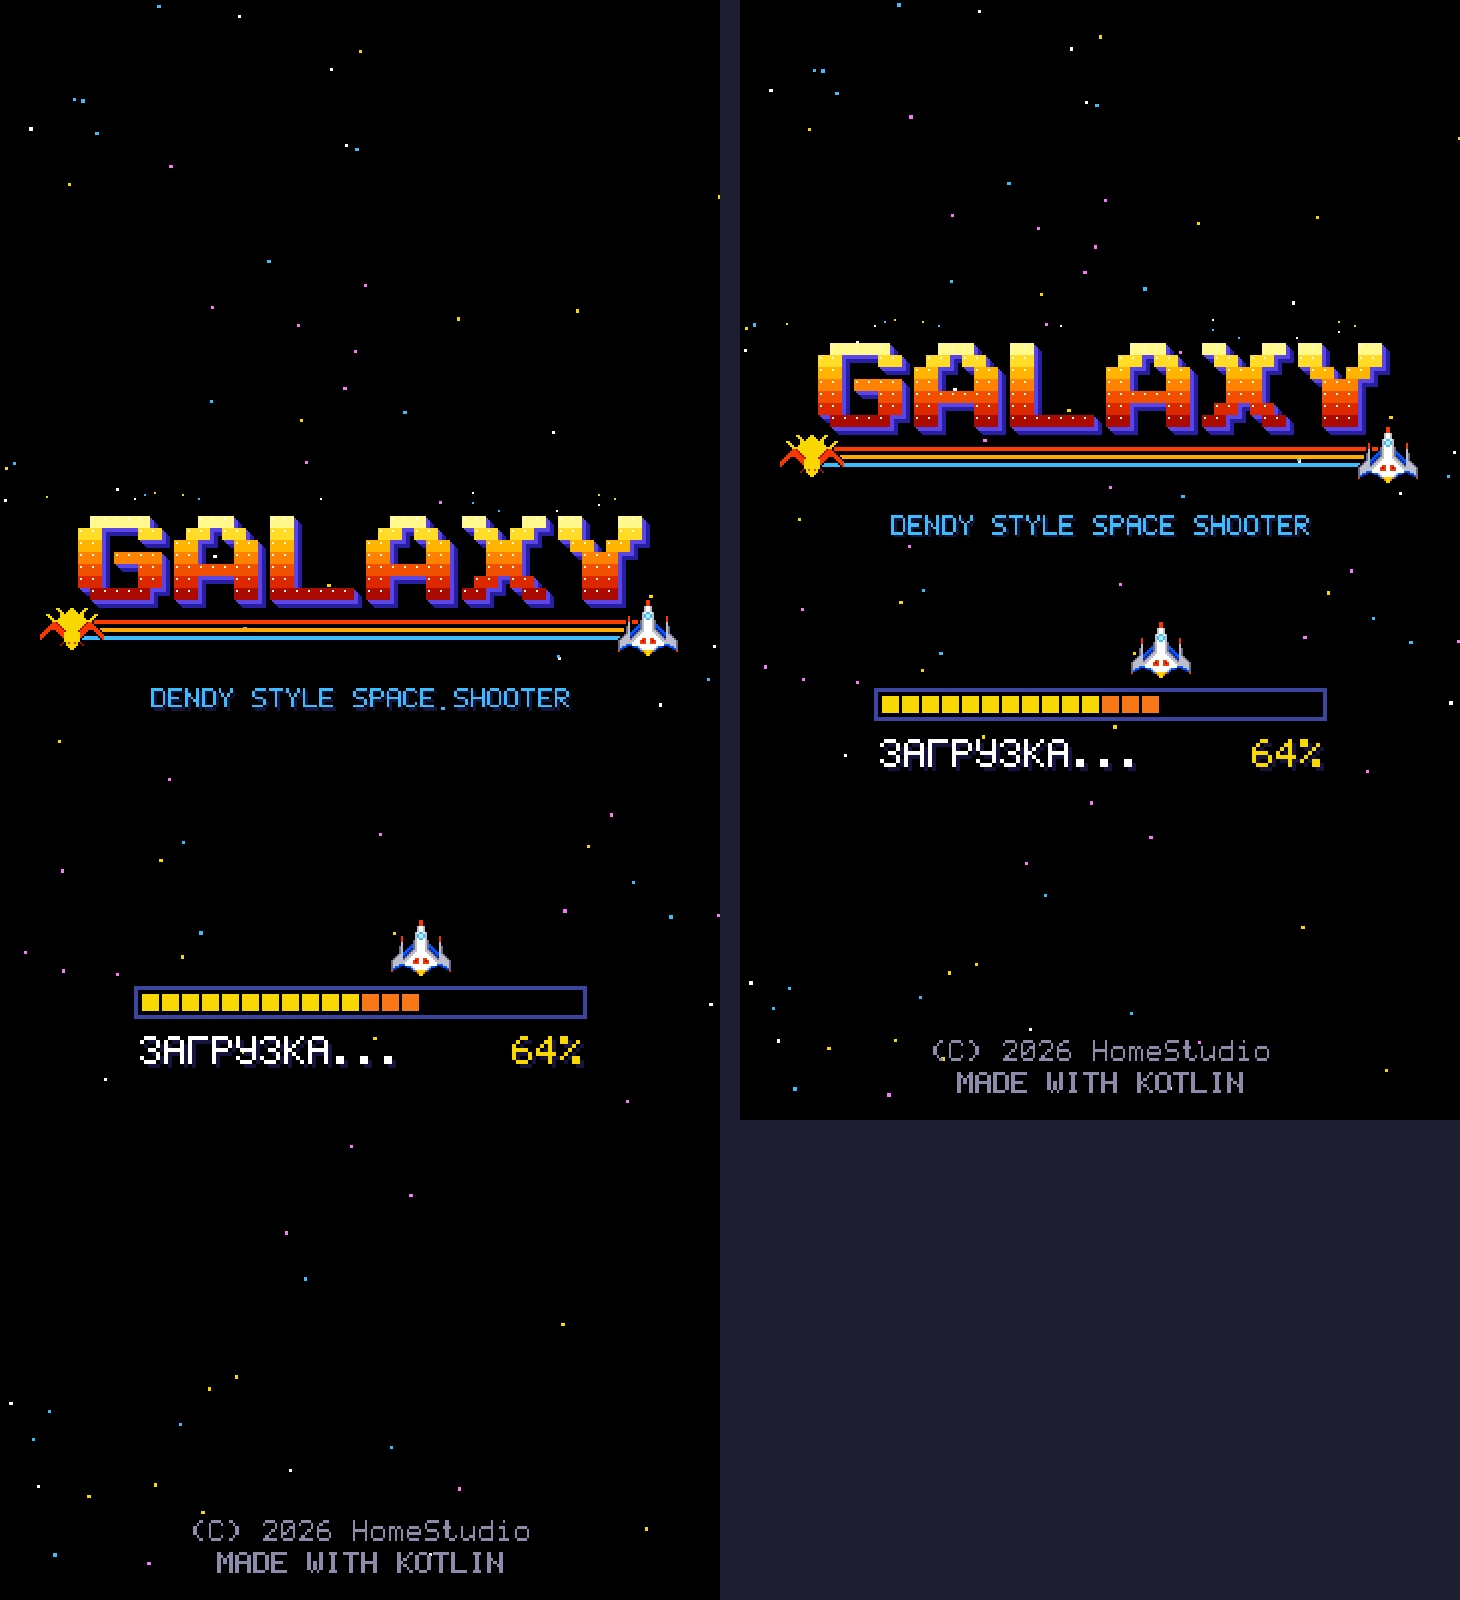 GALAXY
DENDY STYLE SPACE SHOOTER
ЗАГРУЗКА... 64%
(C) 2026 HomeStudio
MADE WITH KOTLIN
GALAXY
DENDY STYLE SPACE SHOOTER
ЗАГРУЗКА... 64%
(C) 2026 HomeStudio
MADE WITH KOTLIN